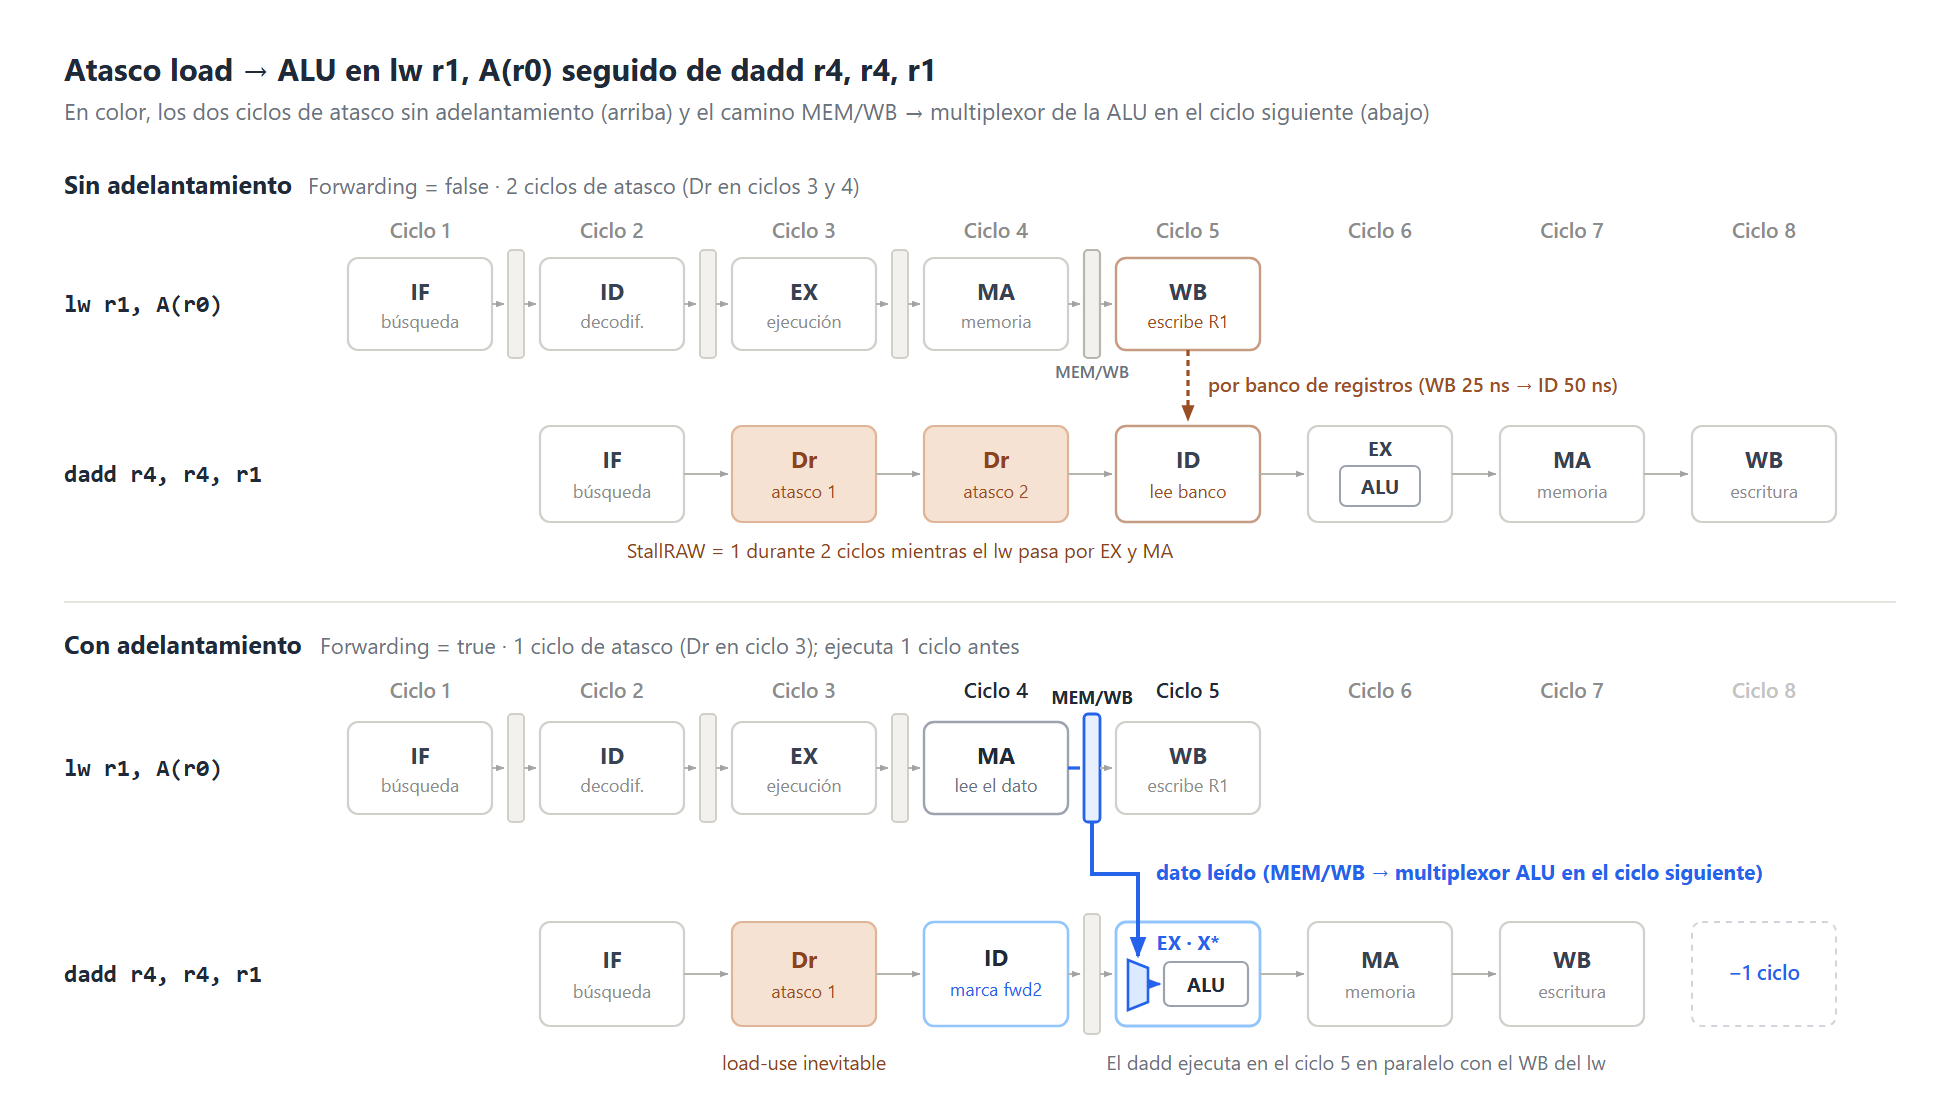 Atasco load → ALU en lw r1, A(r0) seguido de dadd r4, r4, r1
En color, los dos ciclos de atasco sin adelantamiento (arriba) y el camino MEM/WB → multiplexor de la ALU en el ciclo siguiente (abajo)
Sin adelantamiento Forwarding = false · 2 ciclos de atasco (Dr en ciclos 3 y 4)
Ciclo 1 Ciclo 2 Ciclo 3 Ciclo 4 Ciclo 5 Ciclo 6 Ciclo 7 Ciclo 8
lw r1, A(r0)
IF ID EX MA WB
búsqueda decodif. ejecución memoria escribe R1
MEM/WB
por banco de registros (WB 25 ns → ID 50 ns)
dadd r4, r4, r1
IF Dr Dr ID EX MA WB
búsqueda atasco 1 atasco 2 lee banco ALU memoria escritura
StallRAW = 1 durante 2 ciclos mientras el lw pasa por EX y MA
Con adelantamiento Forwarding = true · 1 ciclo de atasco (Dr en ciclo 3); ejecuta 1 ciclo antes
Ciclo 1 Ciclo 2 Ciclo 3 Ciclo 4 MEM/WB Ciclo 5 Ciclo 6 Ciclo 7 Ciclo 8
lw r1, A(r0)
IF ID EX MA WB
búsqueda decodif. ejecución lee el dato escribe R1
dato leído (MEM/WB → multiplexor ALU en el ciclo siguiente)
dadd r4, r4, r1
IF Dr ID EX · X* MA WB
búsqueda atasco 1 marca fwd2 ALU memoria escritura
−1 ciclo
load-use inevitable
El dadd ejecuta en el ciclo 5 en paralelo con el WB del lw